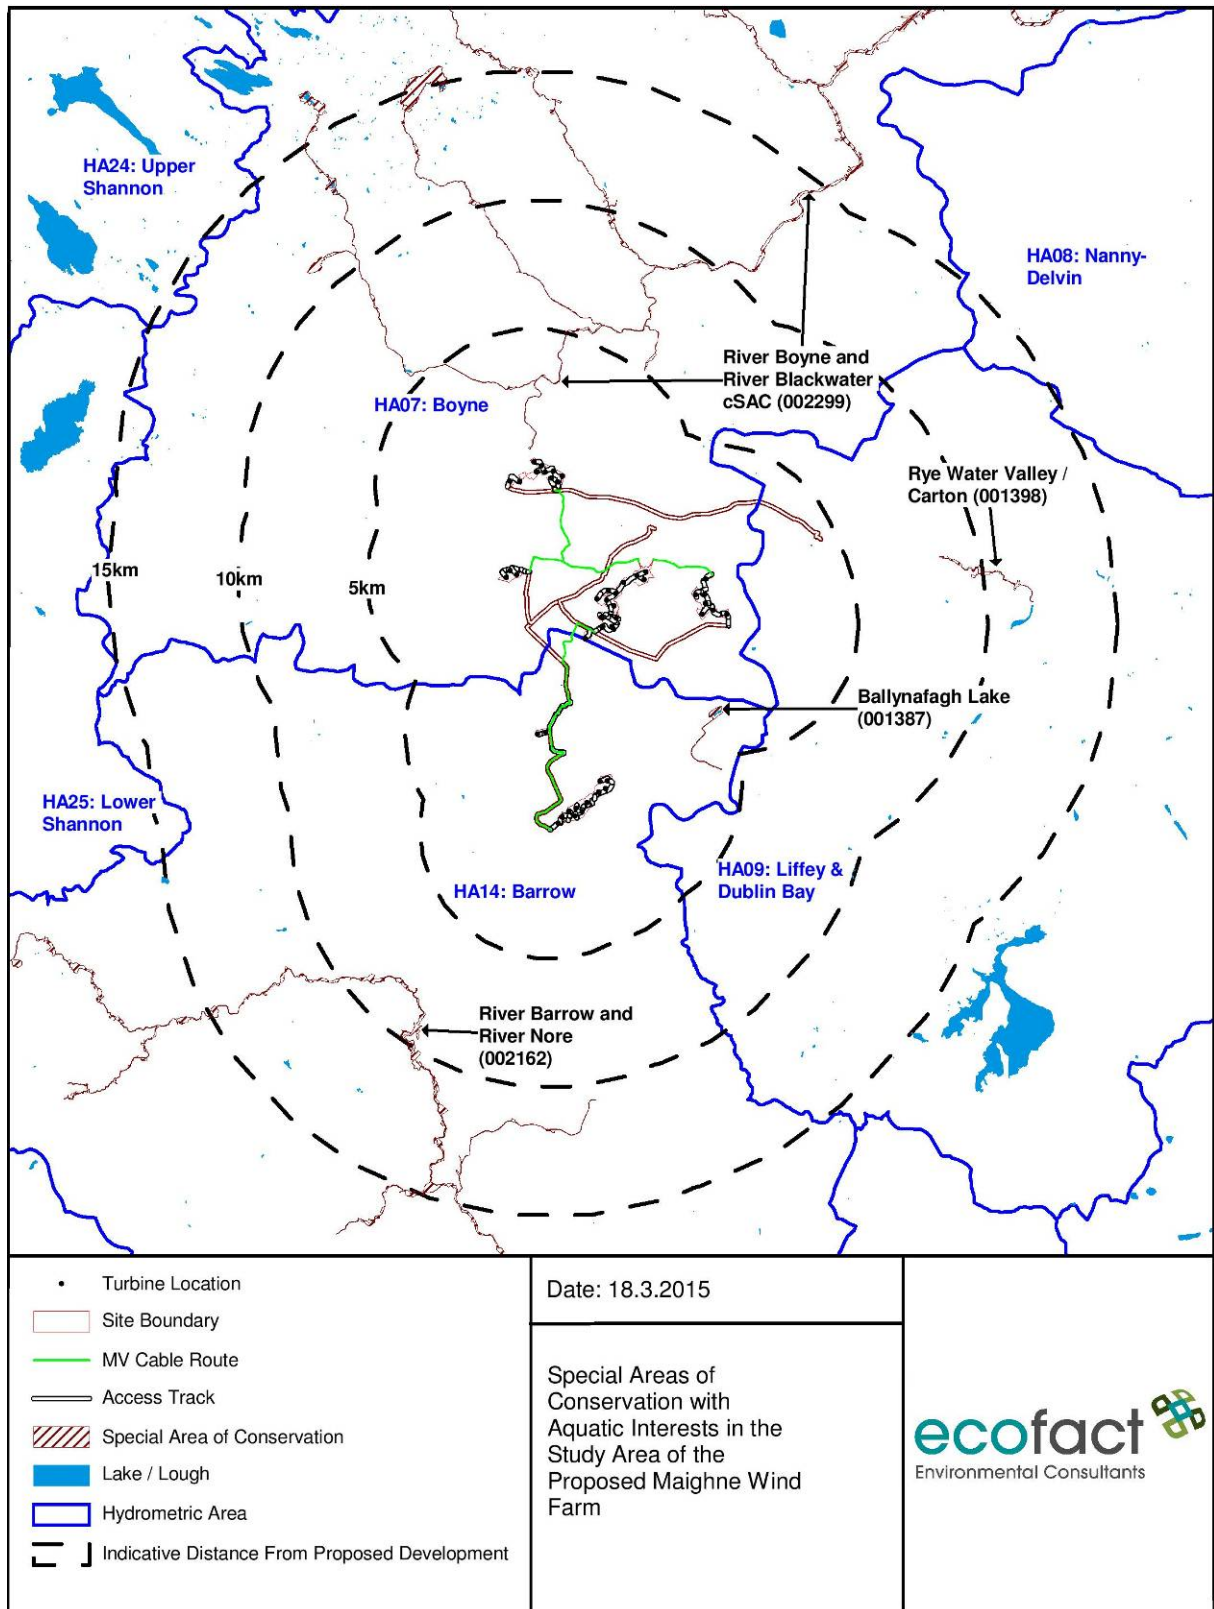 HA24: Upper
Shannon
HA08: Nanny-
Delvin
River Boyne and
River Blackwater
cSAC (002299)
HA07: Boyne
Rye Water Valley /
Carton (001398)
15km
10km
5km
Ballynafagh Lake
(001387)
HA25: Lower
Shannon
HA14: Barrow
HA09: Liffey &
Dublin Bay
River Barrow and
River Nore
(002162)
Turbine Location
Site Boundary
MV Cable Route
Access Track
Special Area of Conservation
Lake / Lough
Hydrometric Area
Indicative Distance From Proposed Development
Date: 18.3.2015
Special Areas of
Conservation with
Aquatic Interests in the
Study Area of the
Proposed Maighne Wind
Farm
ecofact
Environmental Consultants